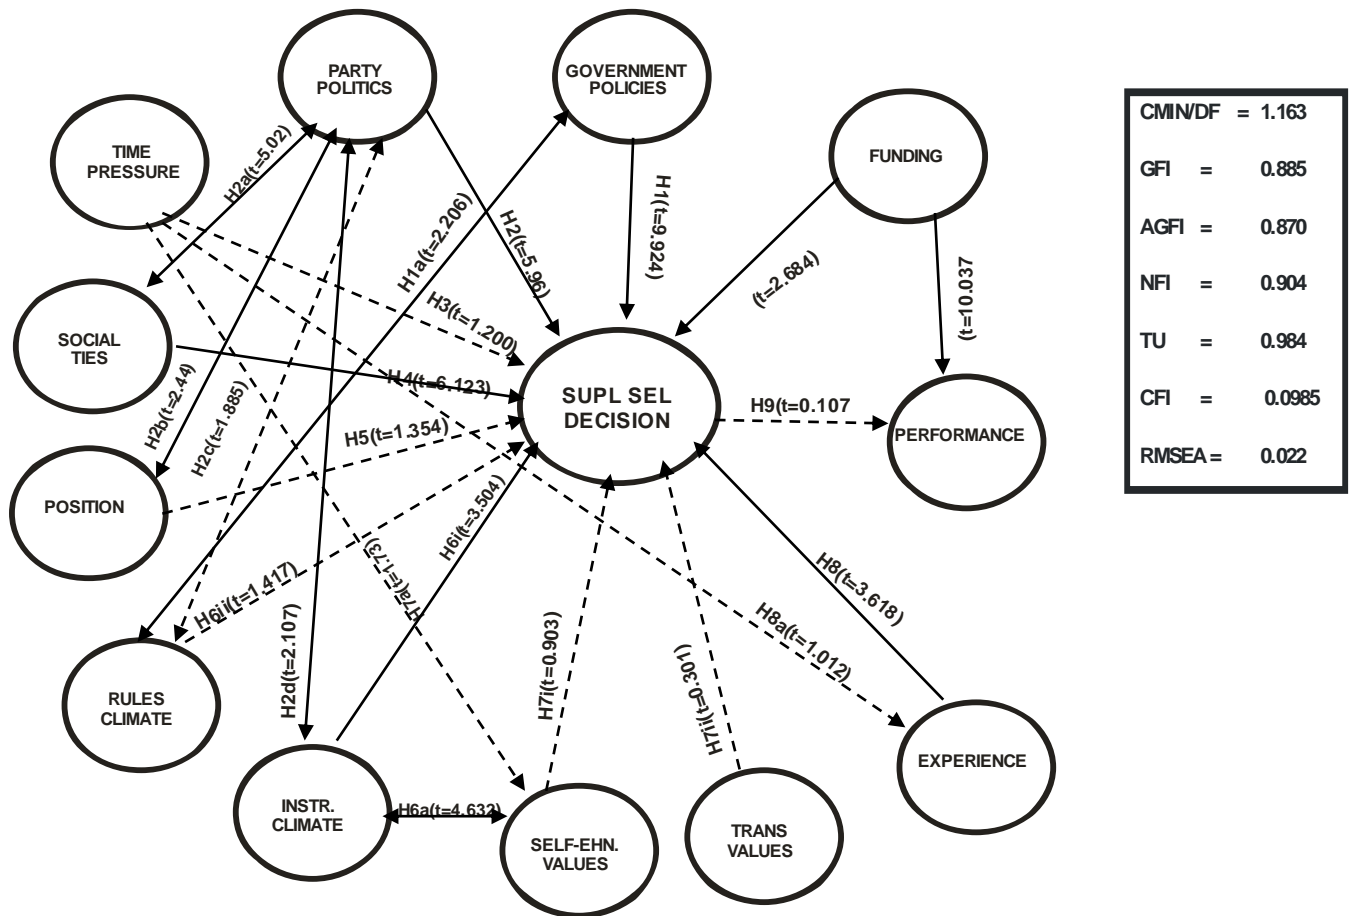 PARTY
POLITICS
GOVERNMENT
POLICIES
TIME
PRESSURE
FUNDING
CMIN/DF = 1.163
GFI = 0.885
AGFI = 0.870
NFI = 0.904
TU = 0.984
CFI = 0.0985
RMSEA = 0.022
H2a(t=5.02)
H1a(t=2.206)
H2(t=5.96)
H1(t=9.924)
(t=2.684)
(t=10.037
H3(t=1.200)
SOCIAL
TIES
H4(t=6.123)
SUPL SEL
DECISION
H9(t=0.107
PERFORMANCE
H2b(t=2.44)
H2c(t=1.885)
H5(t=1.354)
POSITION
H6i(t=3.504)
H6ii(t=1.417)
H7a(t=1.73)
H8(t=3.618)
H8a(t=1.012)
H2d(t=2.107)
H7i(t=0.903)
H7ii(t=0.301)
RULES
CLIMATE
EXPERIENCE
INSTR.
CLIMATE
H6a(t=4.632)
SELF-EHN.
VALUES
TRANS
VALUES